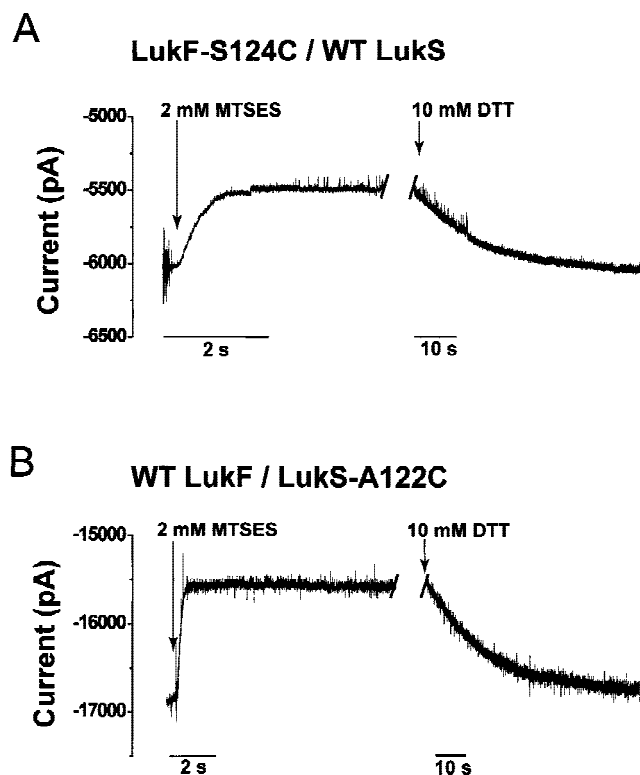 A
LukF-S124C / WT LukS
2 mM MTSES
10 mM DTT
Current (pA)
-5000
-5500
-6000
-6500
2 s
10 s
B
WT LukF / LukS-A122C
2 mM MTSES
10 mM DTT
Current (pA)
-15000
-16000
-17000
2 s
10 s